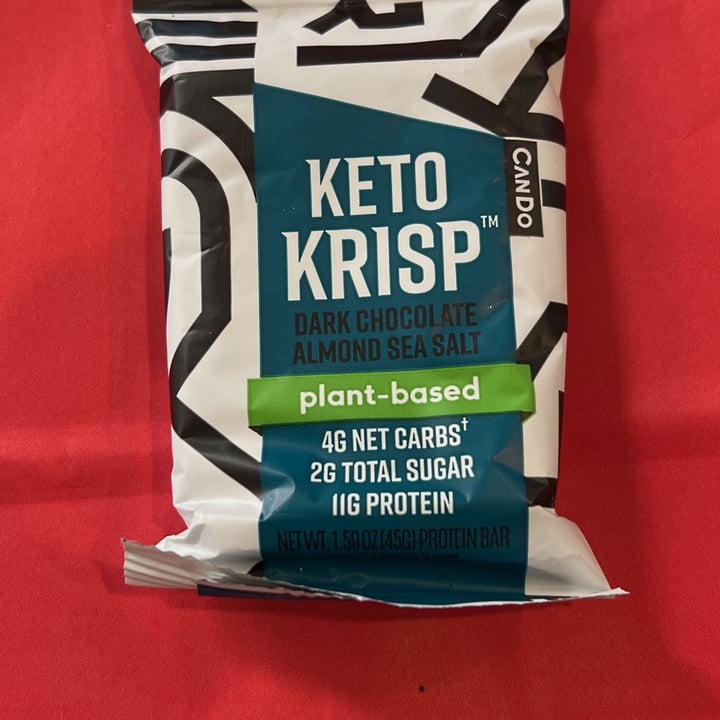 CANDO
KETO
KRISP™
DARK CHOCOLATE
ALMOND SEA SALT
plant-based
4G NET CARBS†
2G TOTAL SUGAR
11G PROTEIN
NET WT. 1.59 OZ (45G) PROTEIN BAR